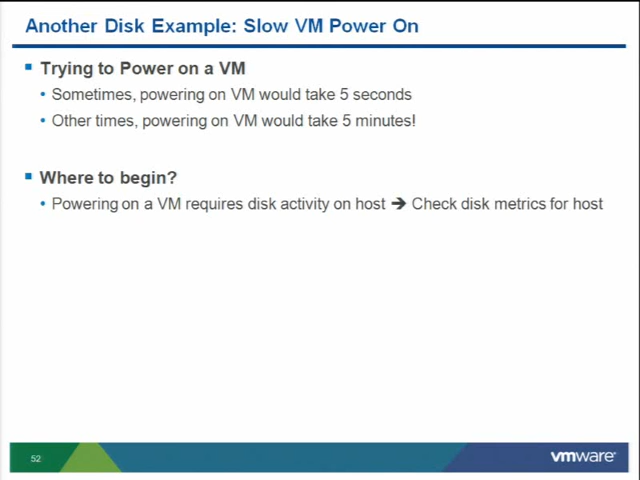 Another Disk Example: Slow VM Power On
Trying to Power on a VM
• Sometimes, powering on VM would take 5 seconds
• Other times, powering on VM would take 5 minutes!
Where to begin?
• Powering on a VM requires disk activity on host ➔ Check disk metrics for host
52
vmware®